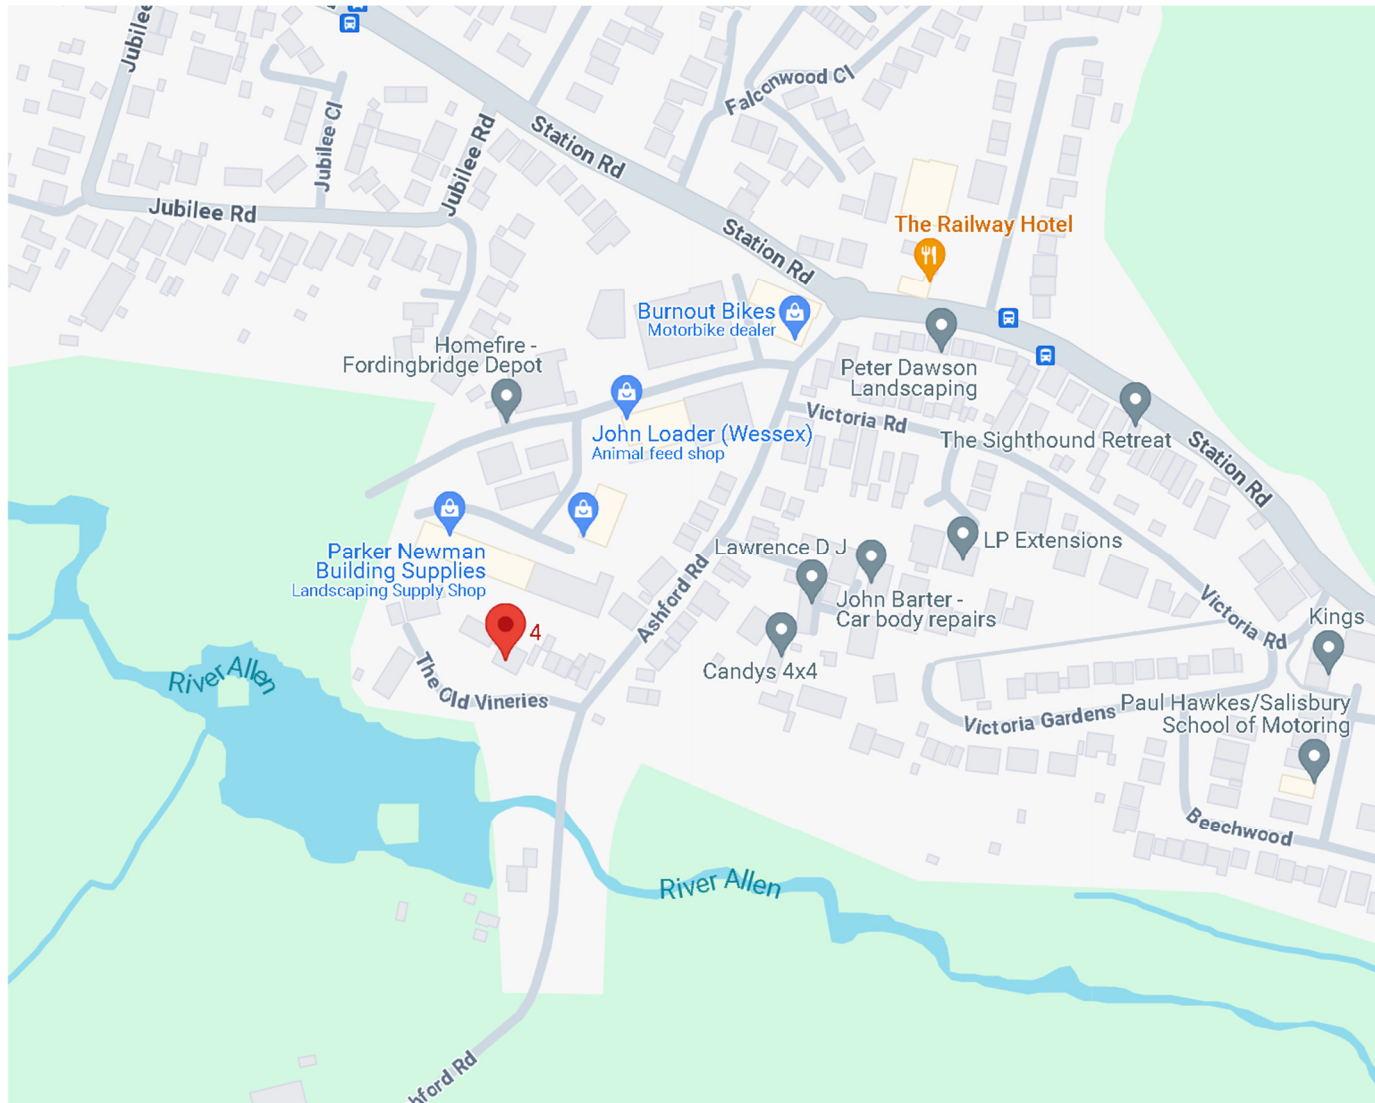 Jubilee
Jubilee Cl
Jubilee Rd
Jubilee Rd
Station Rd
Falconwood Cl
Station Rd
The Railway Hotel
Burnout Bikes
Motorbike dealer
Homefire -
Fordingbridge Depot
Peter Dawson
Landscaping
John Loader (Wessex)
Animal feed shop
Victoria Rd
The Sighthound Retreat
Station Rd
Parker Newman
Building Supplies
Landscaping Supply Shop
Lawrence D J
LP Extensions
John Barter -
Car body repairs
Ashford Rd
Victoria Rd
Kings
4
Candys 4x4
The Old Vineries
River Allen
Victoria Gardens
Paul Hawkes/Salisbury
School of Motoring
Beechwood
River Allen
hford Rd